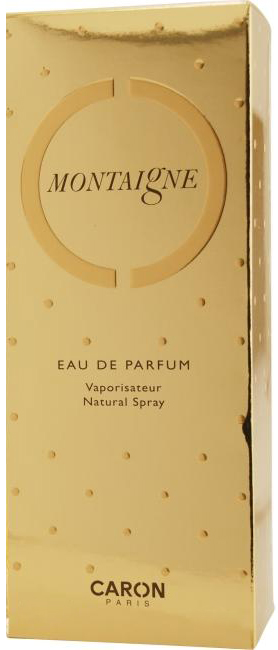 MONTAIgNE
EAU DE PARFUM
Vaporisateur
Natural Spray
CARON
PARIS